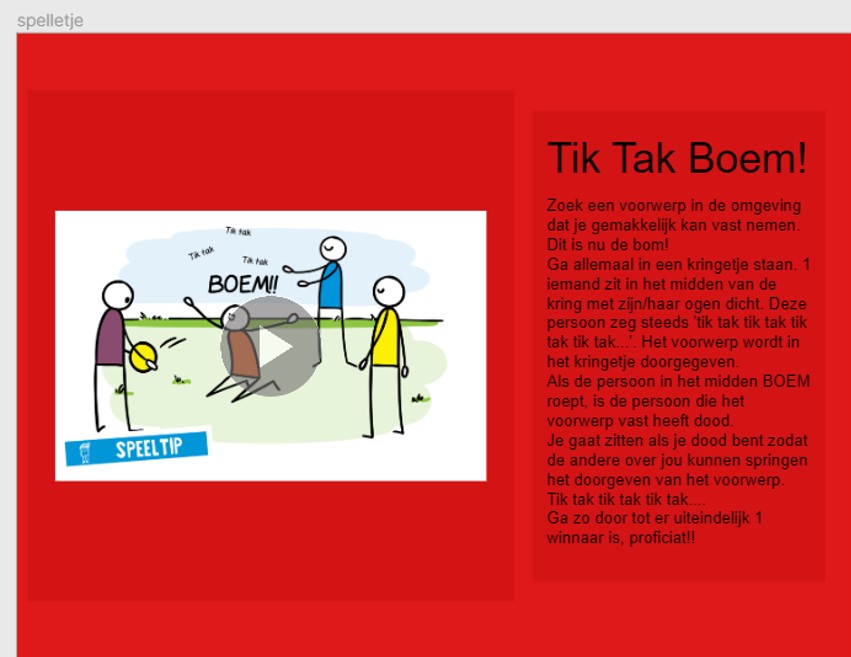 spelletje
Tik tak
Tik tak
Tik tak
BOEM!!
SPEELTIP
Tik Tak Boem!
Zoek een voorwerp in de omgeving
dat je gemakkelijk kan vast nemen.
Dit is nu de bom!
Ga allemaal in een kringetje staan. 1
iemand zit in het midden van de
kring met zijn/haar ogen dicht. Deze
persoon zeg steeds 'tik tak tik tak tik
tak tik tak...'. Het voorwerp wordt in
het kringetje doorgegeven.
Als de persoon in het midden BOEM
roept, is de persoon die het
voorwerp vast heeft dood.
Je gaat zitten als je dood bent zodat
de andere over jou kunnen springen
het doorgeven van het voorwerp.
Tik tak tik tak tik tak....
Ga zo door tot er uiteindelijk 1
winnaar is, proficiat!!